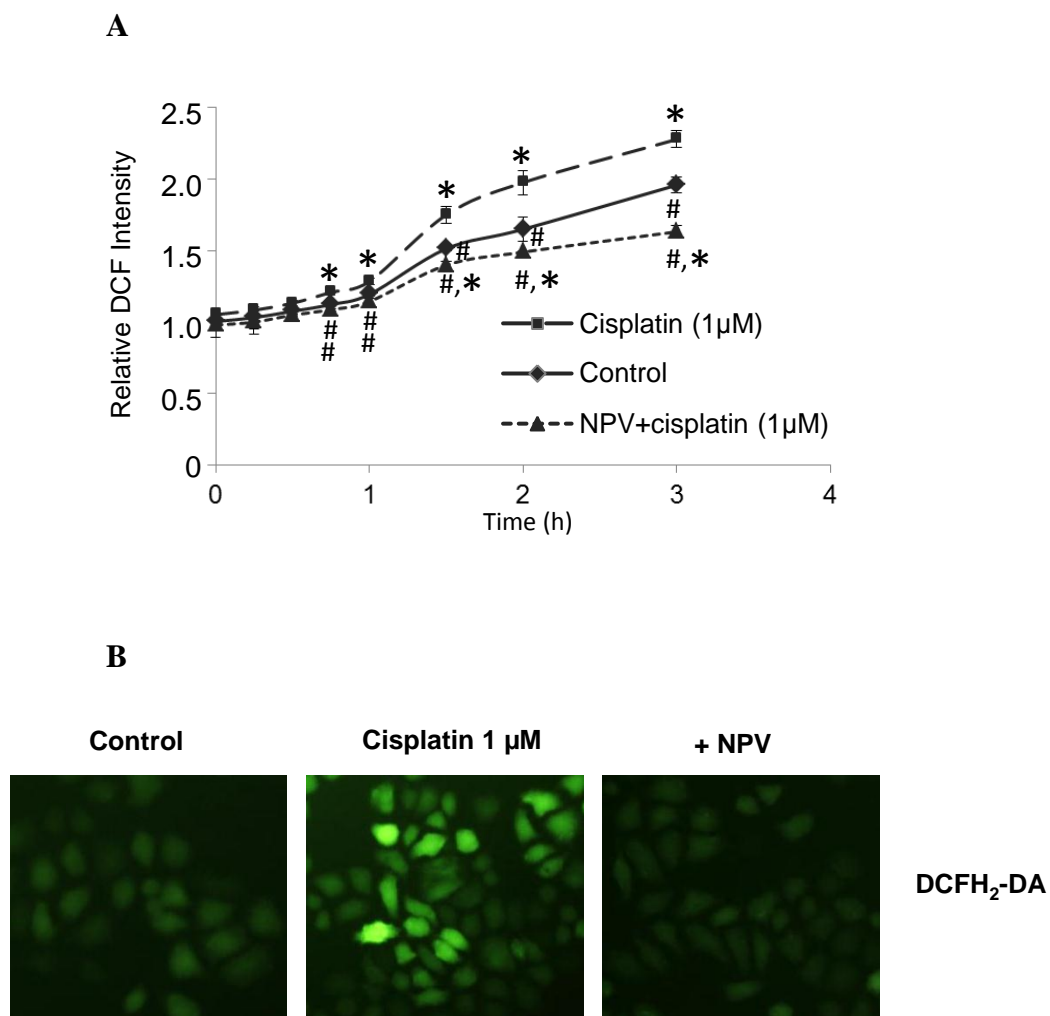 A
2.5
2.0
1.5
1.0
0.5
0
Relative DCF Intensity
* * * * *
# # #
#,* #,* #,*
# #
# #
Cisplatin (1µM)
Control
NPV+cisplatin (1µM)
0 1 2 3 4
Time (h)
B
Control Cisplatin 1 µM + NPV
DCFH₂-DA